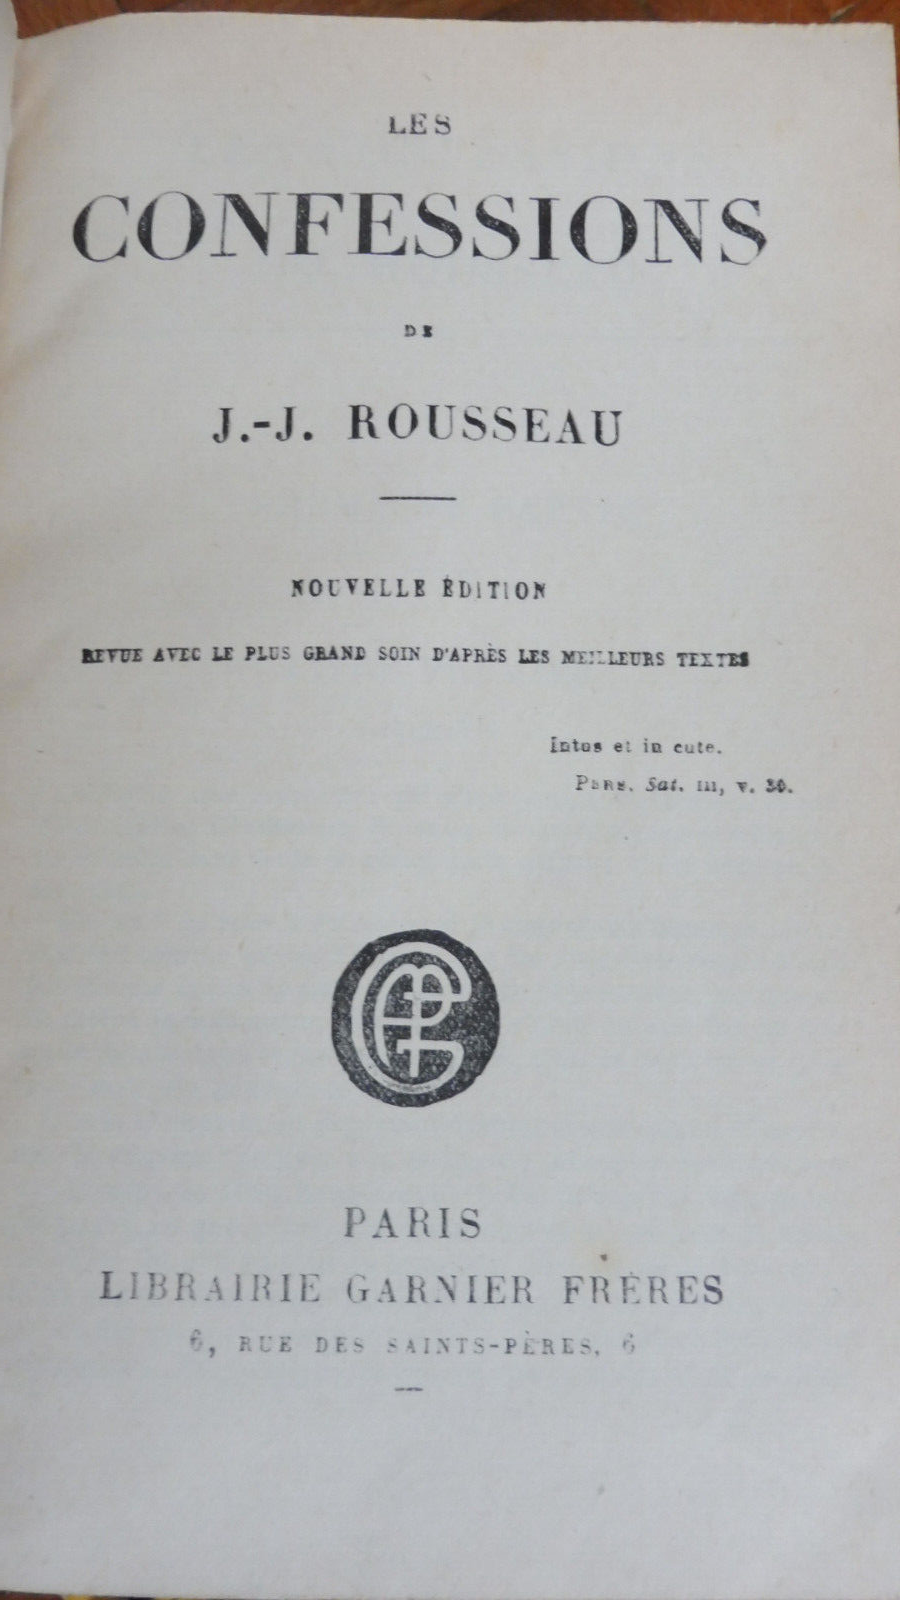 LES
CONFESSIONS
DE
J.-J. ROUSSEAU
NOUVELLE ÉDITION
REVUE AVEC LE PLUS GRAND SOIN D'APRÈS LES MEILLEURS TEXTES
Intus et in cute.
PERS. Sat. III, v. 30.
PARIS
LIBRAIRIE GARNIER FRÈRES
6, RUE DES SAINTS-PÈRES, 6